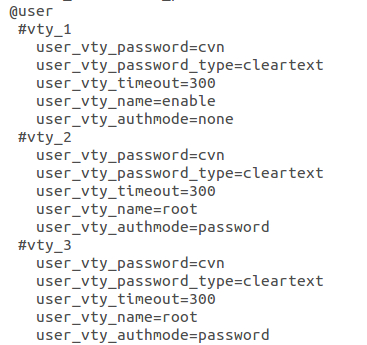 @user
#vty_1
user_vty_password=cvn
user_vty_password_type=cleartext
user_vty_timeout=300
user_vty_name=enable
user_vty_authmode=none
#vty_2
user_vty_password=cvn
user_vty_password_type=cleartext
user_vty_timeout=300
user_vty_name=root
user_vty_authmode=password
#vty_3
user_vty_password=cvn
user_vty_password_type=cleartext
user_vty_timeout=300
user_vty_name=root
user_vty_authmode=password